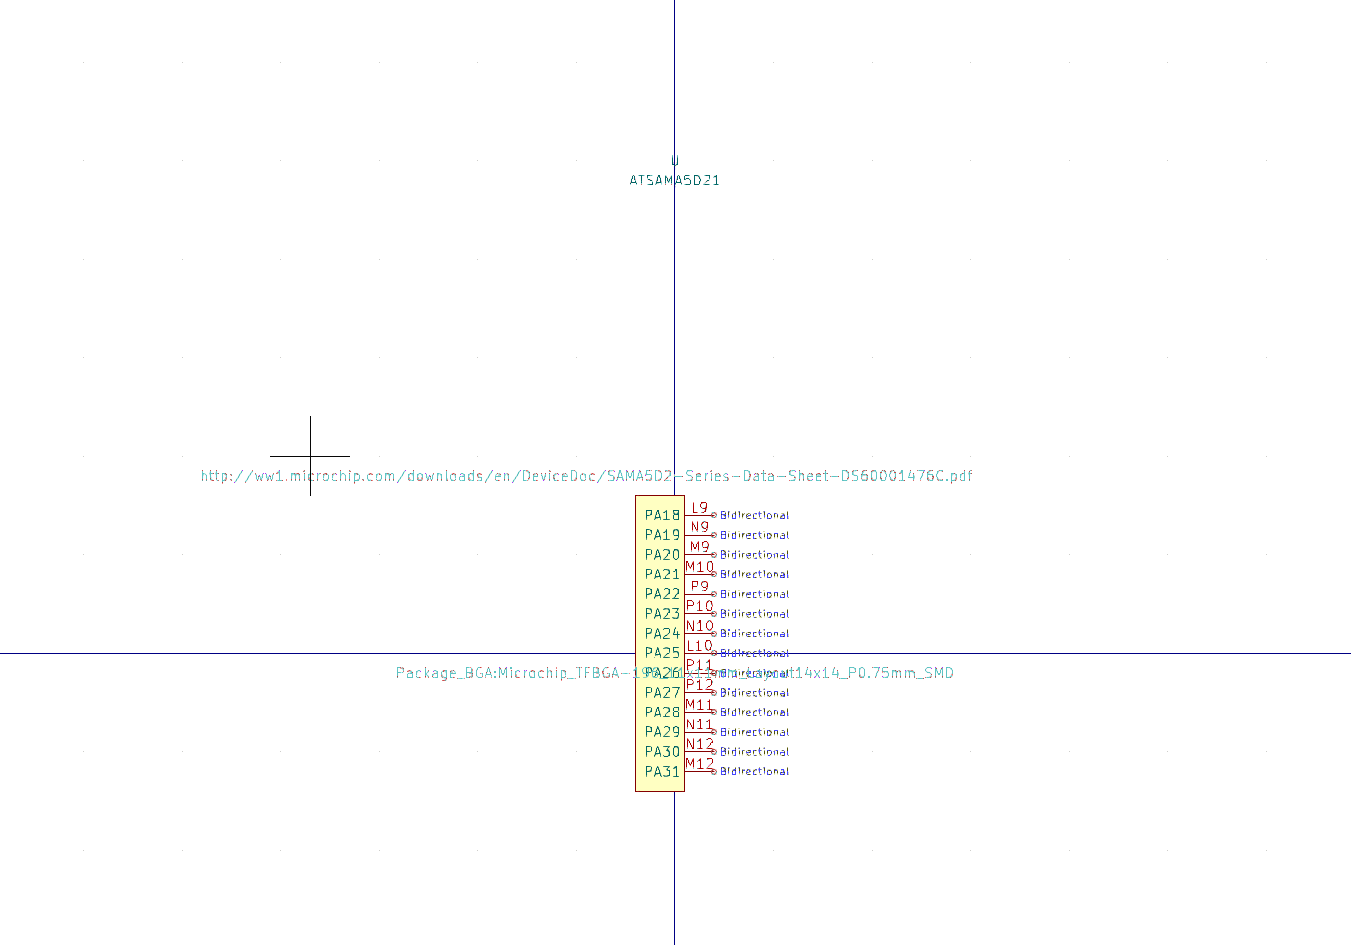 U
ATSAMA5D21
http://ww1.microchip.com/downloads/en/DeviceDoc/SAMA5D2-Series-Data-Sheet-DS60001476C.pdf
PA18 L9 Bidirectional
PA19 N9 Bidirectional
PA20 M9 Bidirectional
PA21 M10 Bidirectional
PA22 P9 Bidirectional
PA23 P10 Bidirectional
PA24 N10 Bidirectional
PA25 L10 Bidirectional
PA26 P11 Bidirectional
Package_BGA:Microchip_TFBGA-196_11x11mm_Layout14x14_P0.75mm_SMD
PA27 P12 Bidirectional
PA28 M11 Bidirectional
PA29 N11 Bidirectional
PA30 N12 Bidirectional
PA31 M12 Bidirectional